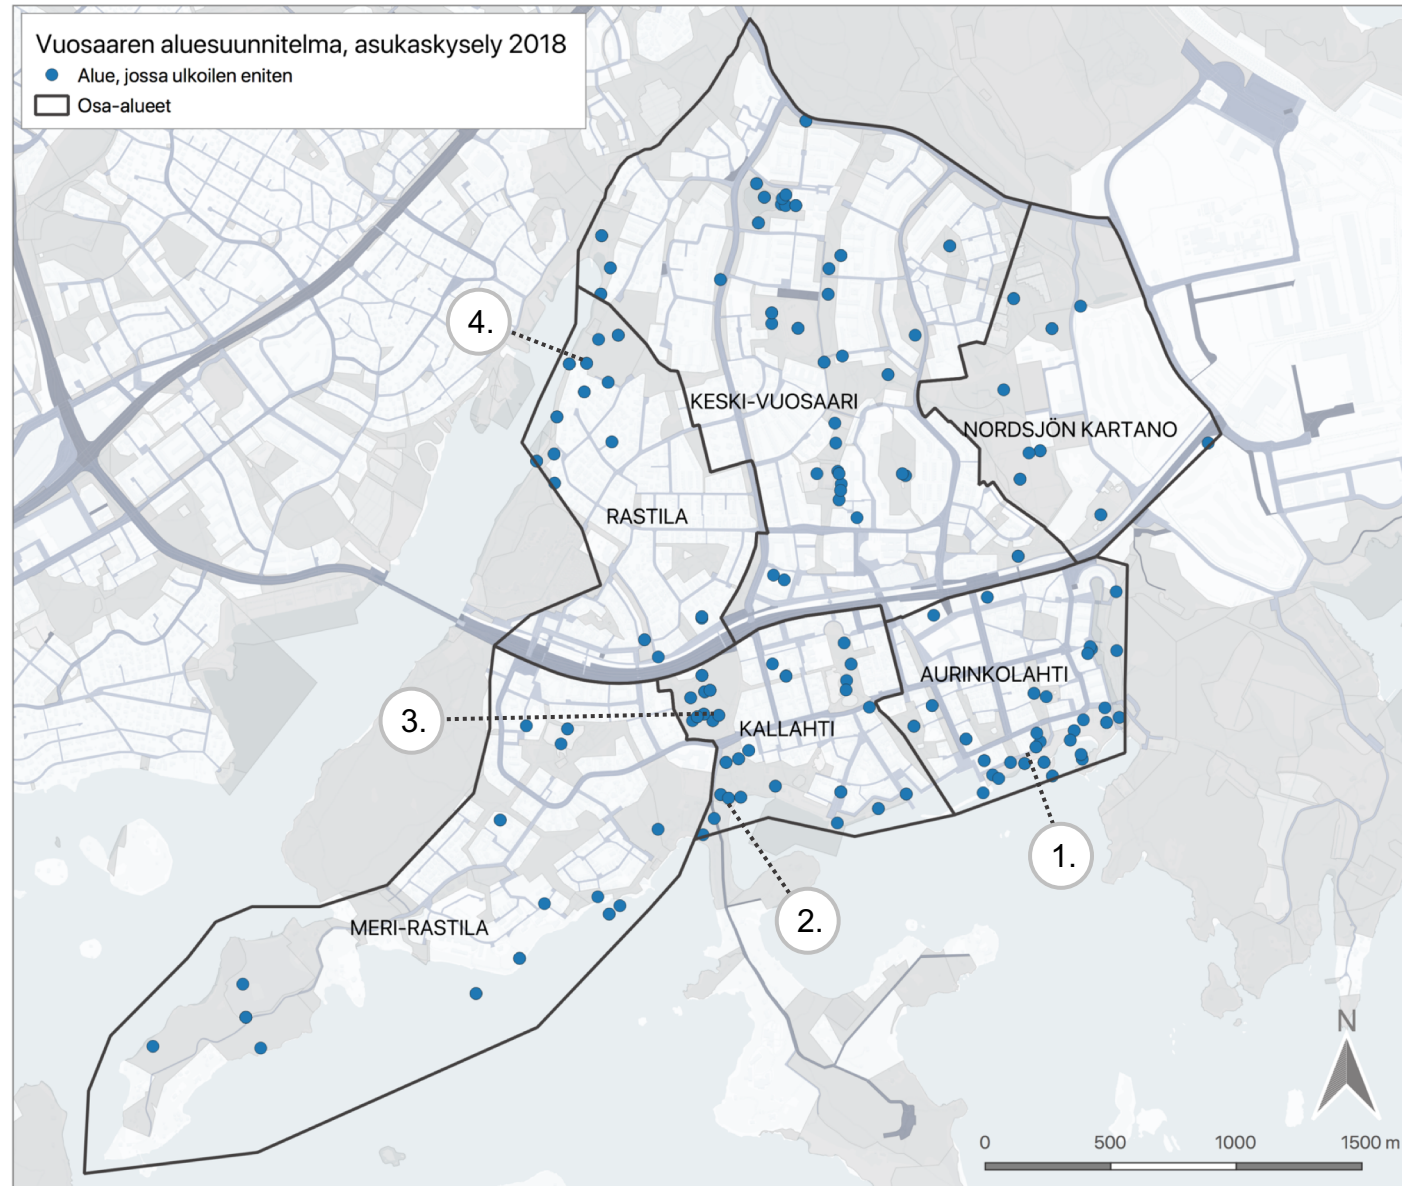 Vuosaaren aluesuunnitelma, asukaskysely 2018
Alue, jossa ulkoilen eniten
Osa-alueet
4.
KESKI-VUOSAARI
NORDSJÖN KARTANO
RASTILA
AURINKOLAHTI
3.
KALLAHTI
1.
2.
MERI-RASTILA
N
0 500 1000 1500 m